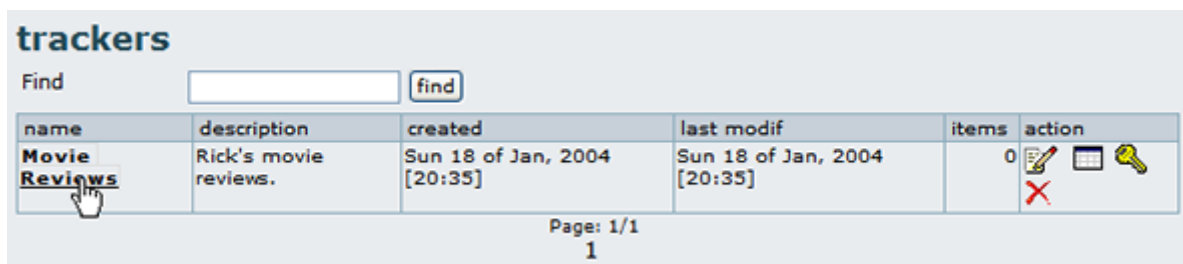 trackers
Find find
name description created last modif items action
Movie Rick's movie Sun 18 of Jan, 2004 Sun 18 of Jan, 2004 0
Reviews reviews. [20:35] [20:35]
Page: 1/1
1